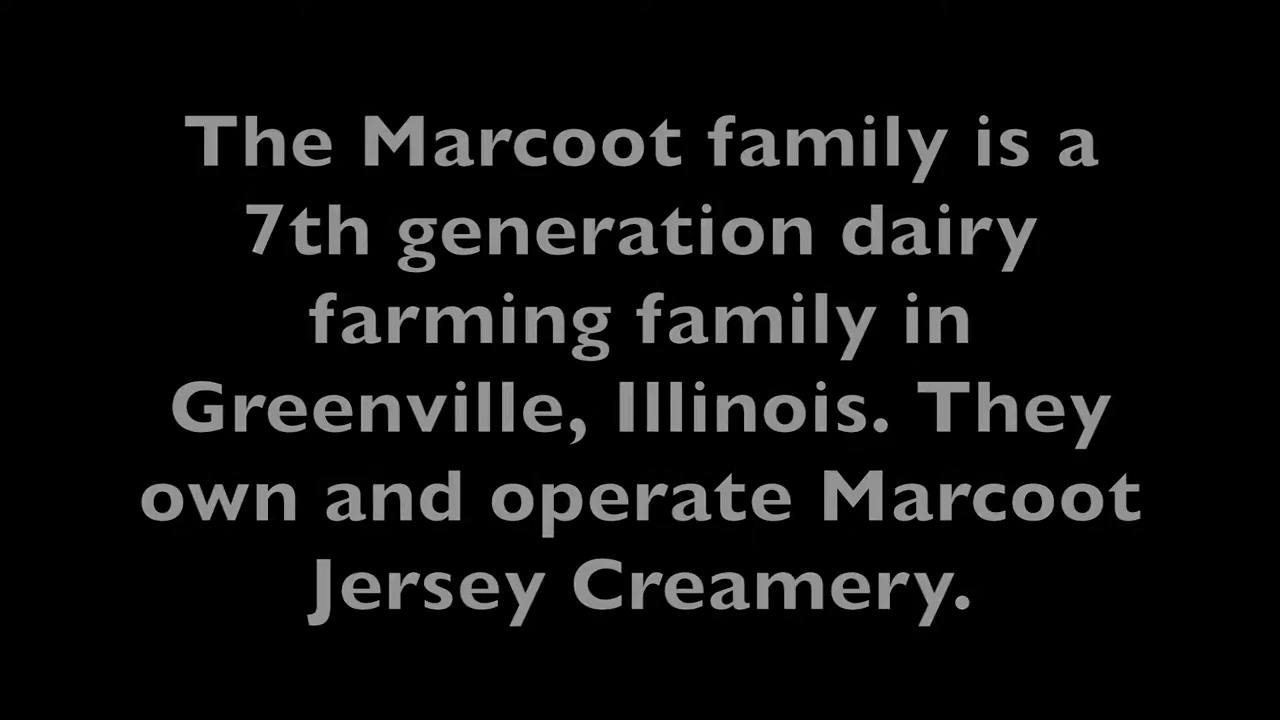 The Marcoot family is a
7th generation dairy
farming family in
Greenville, Illinois. They
own and operate Marcoot
Jersey Creamery.